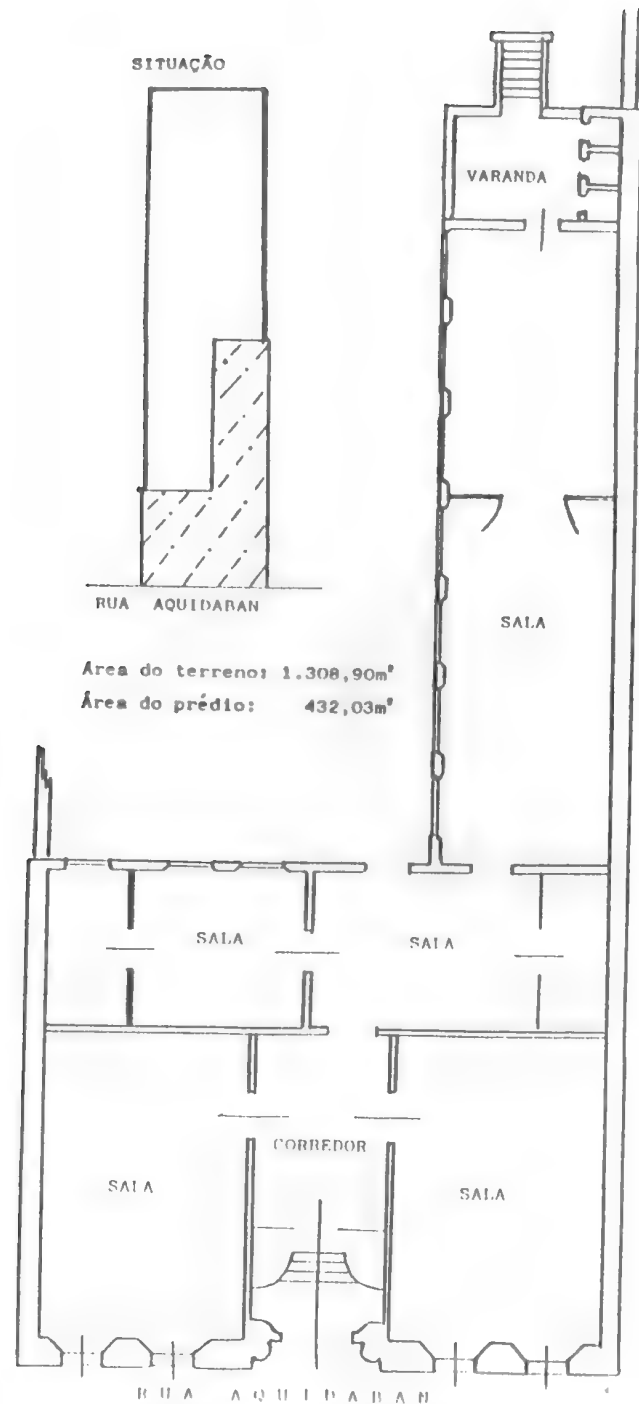 SITUAÇÃO
VARANDA
RUA AQUIDABAN
SALA
Área do terreno: 1.308,90m²
Área do prédio: 432,03m²
SALA
SALA
CORREDOR
SALA
SALA
RUA AQUIDABAN